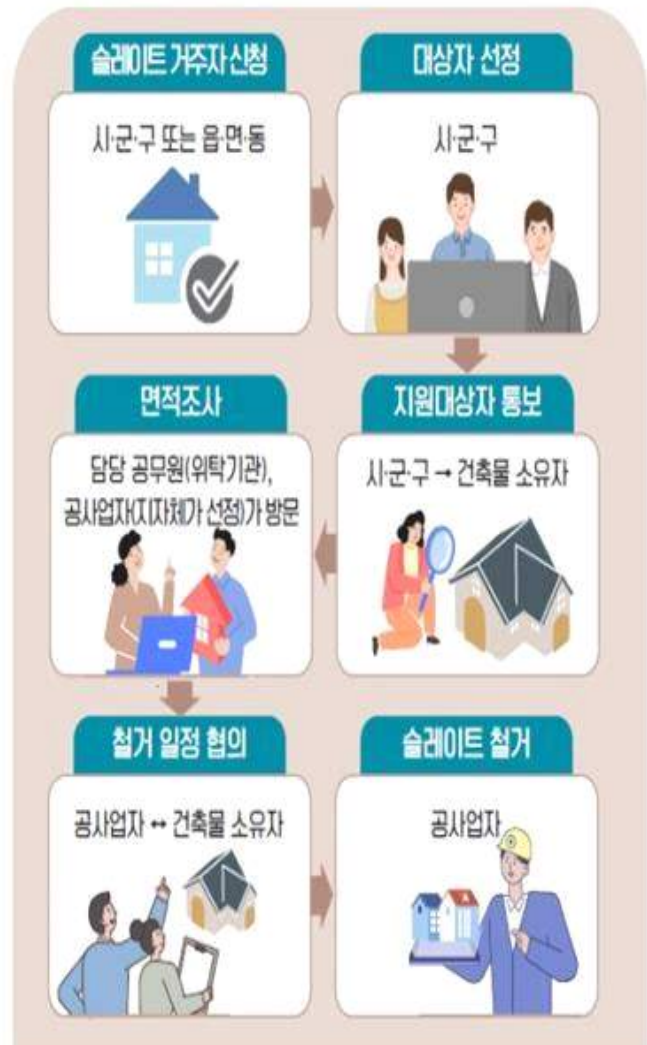 슬레이트 거주자 신청
시·군·구 또는 읍·면·동
대상자 선정
시·군·구
지원대상자 통보
시·군·구 → 건축물 소유자
면적조사
담당 공무원(위탁기관),
공사업자(지자체가 선정)가 방문
철거 일정 협의
공사업자 ↔ 건축물 소유자
슬레이트 철거
공사업자